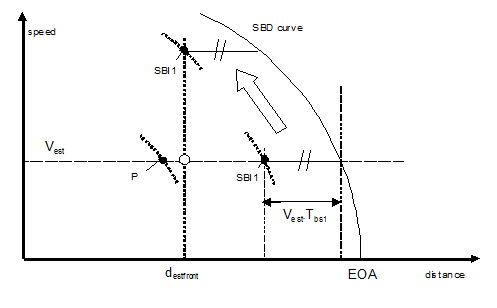 speed
SBD curve
SBI1
Vest
P
SBI1
Vest.Tbs1
destfront
EOA
distance